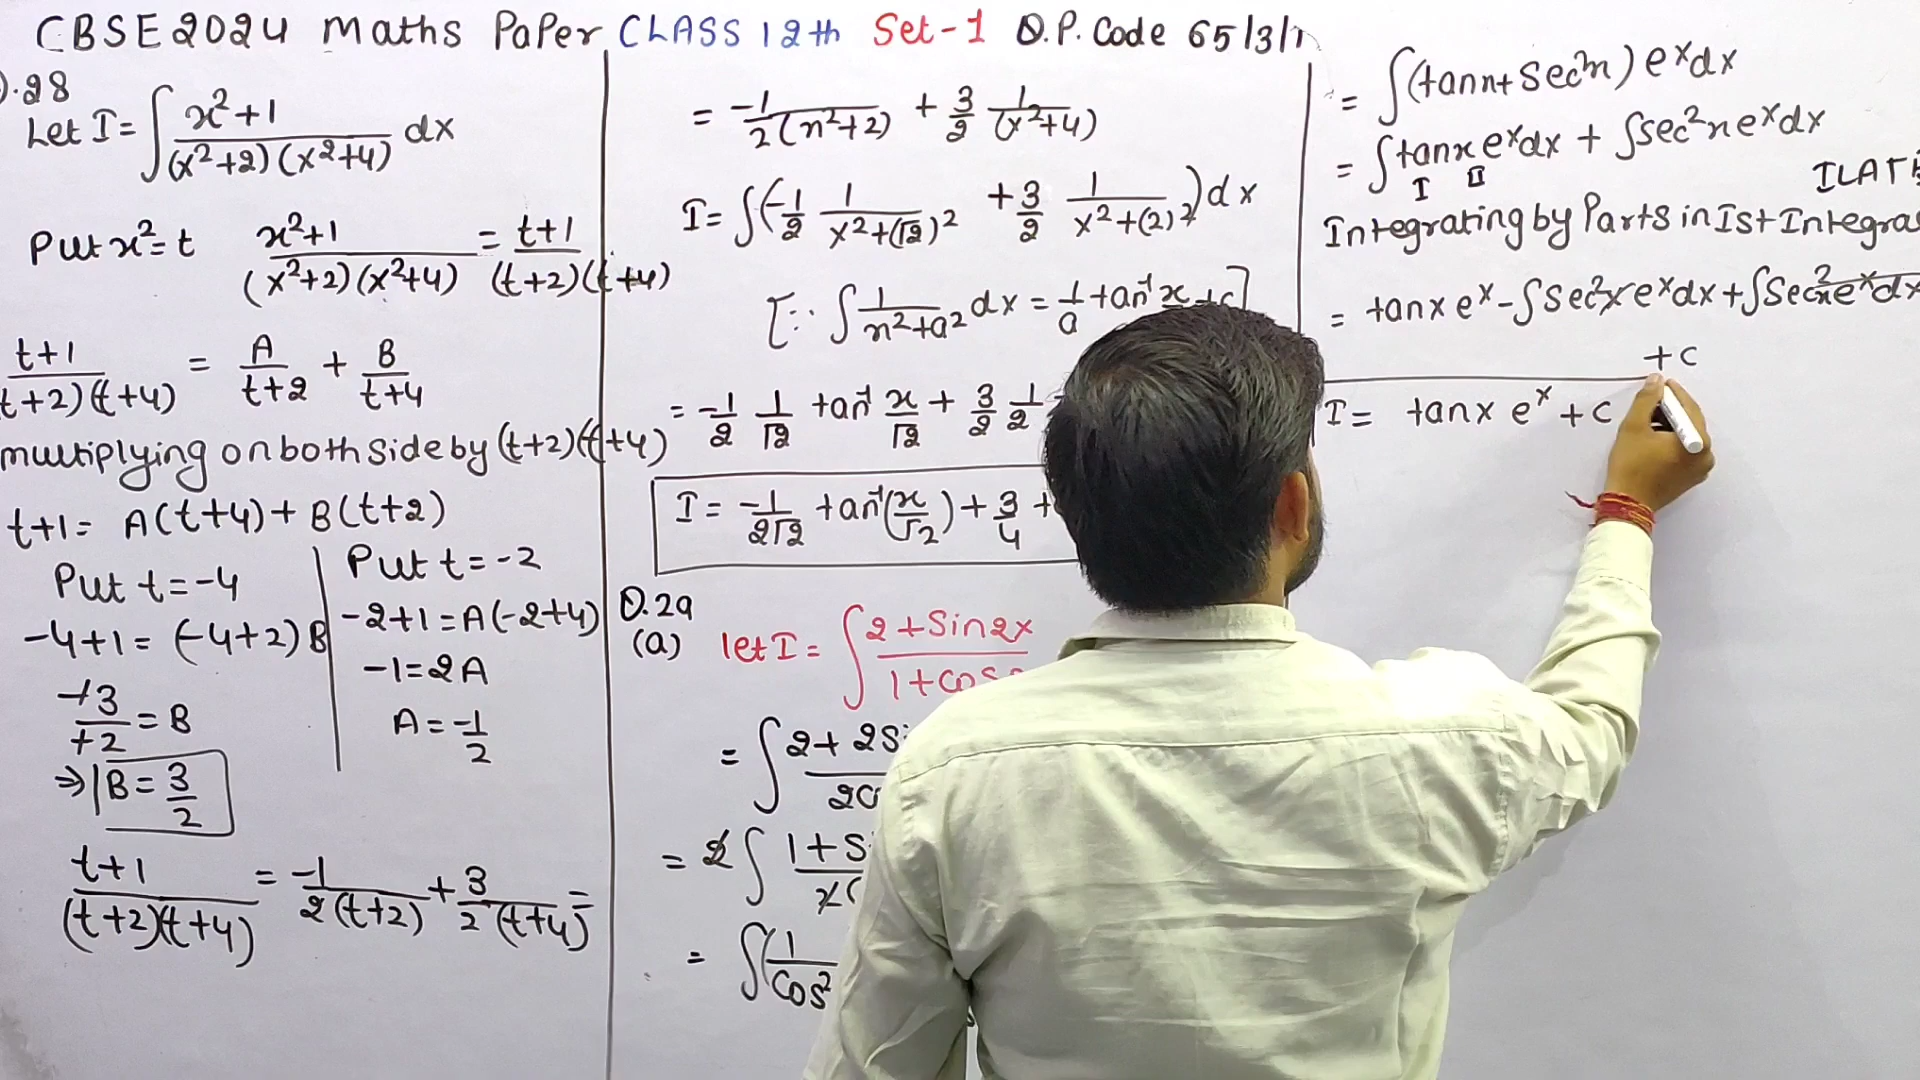 CBSE 2024 Maths Paper CLASS 12th Set-1 Q.P. Code 65/3/1
Q.28
Let I = ∫ x²+1 / (x²+2)(x²+4) dx
Put x² = t   x²+1 / (x²+2)(x²+4) = t+1 / (t+2)(t+4)
t+1 / (t+2)(t+4) = A / t+2 + B / t+4
multiplying on both side by (t+2)(t+4)
t+1 = A(t+4) + B(t+2)
Put t = -4
-4+1 = (-4+2)B
-3 / -2 = B
⇒ B = 3/2
Put t = -2
-2+1 = A(-2+4)
-1 = 2A
A = -1/2
t+1 / (t+2)(t+4) = -1 / 2(t+2) + 3 / 2(t+4) =
= -1 / 2(x²+2) + 3/2 1 / (x²+4)
I = ∫(-1/2 1 / x²+(√2)² + 3/2 1 / x²+(2)²) dx
[∵ ∫ 1 / x²+a² dx = 1/a tan⁻¹ x +c]
= -1/2 1/√2 tan⁻¹ x/√2 + 3/2 1/2
I = -1 / 2√2 tan⁻¹(x/√2) + 3/4
Q.29
(a) let I = ∫ 2+Sin2x / 1+cos
= ∫ 2+2S
= 2∫ 1+S
= ∫(1 / Cos²
= ∫(tanx+Sec²x) eˣdx
= ∫tanx eˣdx + ∫sec²x eˣdx
I II
ILATE
Integrating by Parts in Ist Integral
= tanx eˣ - ∫Sec²x eˣdx + ∫Sec²x eˣdx
+ c
I = tanx eˣ + c